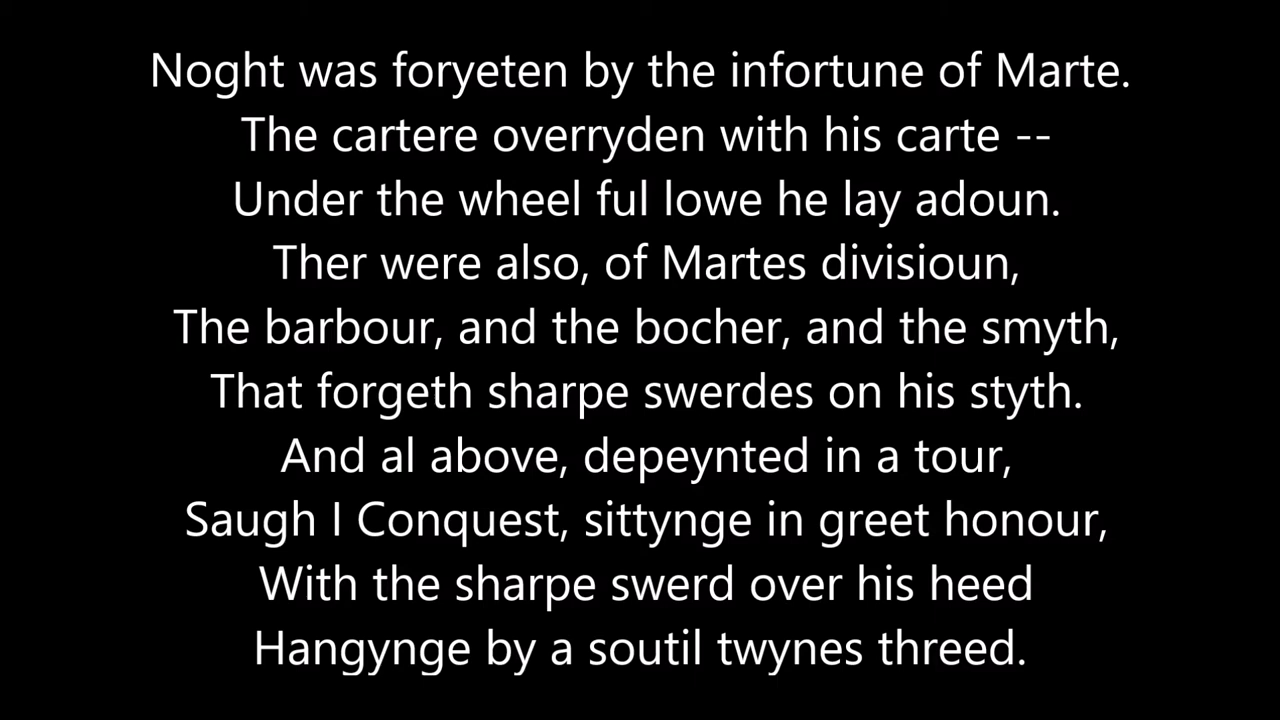 Noght was foryeten by the infortune of Marte.
The cartere overryden with his carte --
Under the wheel ful lowe he lay adoun.
Ther were also, of Martes divisioun,
The barbour, and the bocher, and the smyth,
That forgeth sharpe swerdes on his styth.
And al above, depeynted in a tour,
Saugh I Conquest, sittynge in greet honour,
With the sharpe swerd over his heed
Hangynge by a soutil twynes threed.